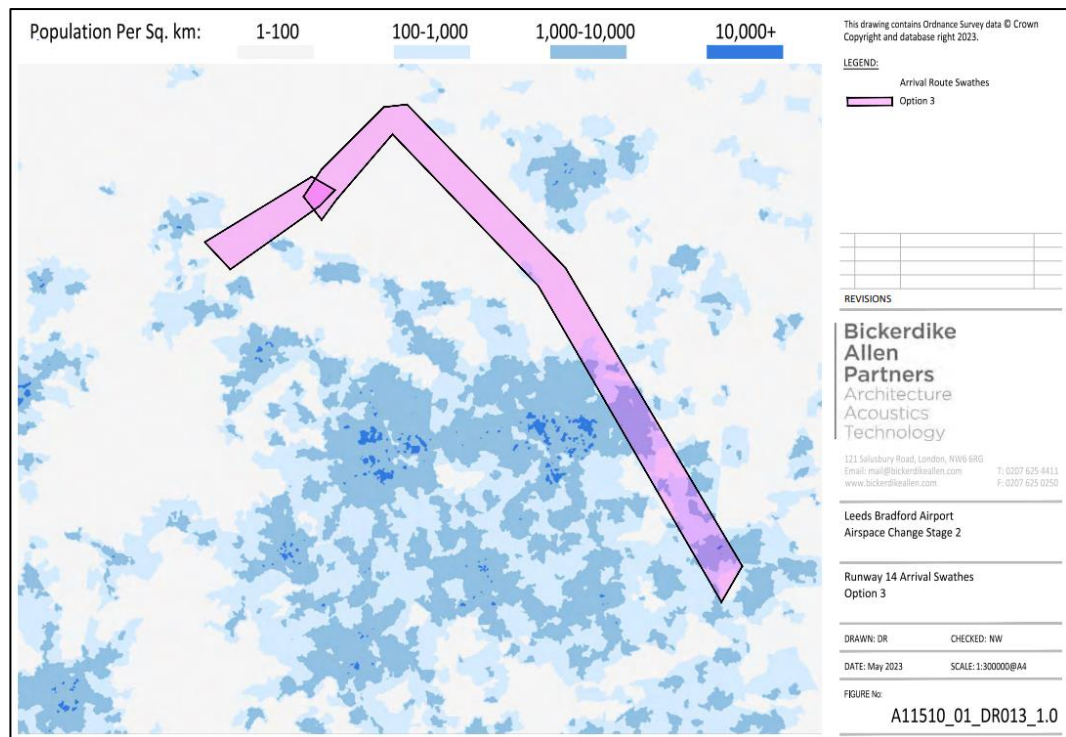 Population Per Sq. km:
1-100
100-1,000
1,000-10,000
10,000+
This drawing contains Ordnance Survey data © Crown
Copyright and database right 2023.
LEGEND:
Arrival Route Swathes
Option 3
REVISIONS
Bickerdike
Allen
Partners
Architecture
Acoustics
Technology
121 Salusbury Road, London, NW6 6RG
Email: mail@bickerdikeallen.com T: 0207 625 4411
www.bickerdikeallen.com F: 0207 625 0250
Leeds Bradford Airport
Airspace Change Stage 2
Runway 14 Arrival Swathes
Option 3
DRAWN: DR CHECKED: NW
DATE: May 2023 SCALE: 1:300000@A4
FIGURE No:
A11510_01_DR013_1.0